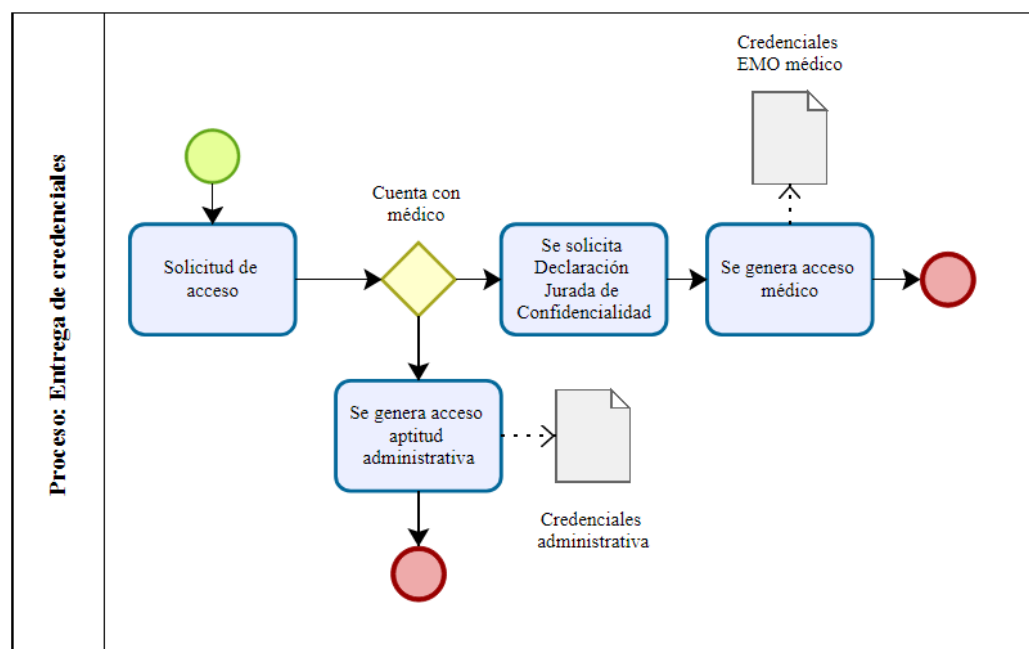 Proceso: Entrega de credenciales
Credenciales
EMO médico
Cuenta con
médico
Solicitud de
acceso
Se solicita
Declaración
Jurada de
Confidencialidad
Se genera acceso
médico
Se genera acceso
aptitud
administrativa
Credenciales
administrativa